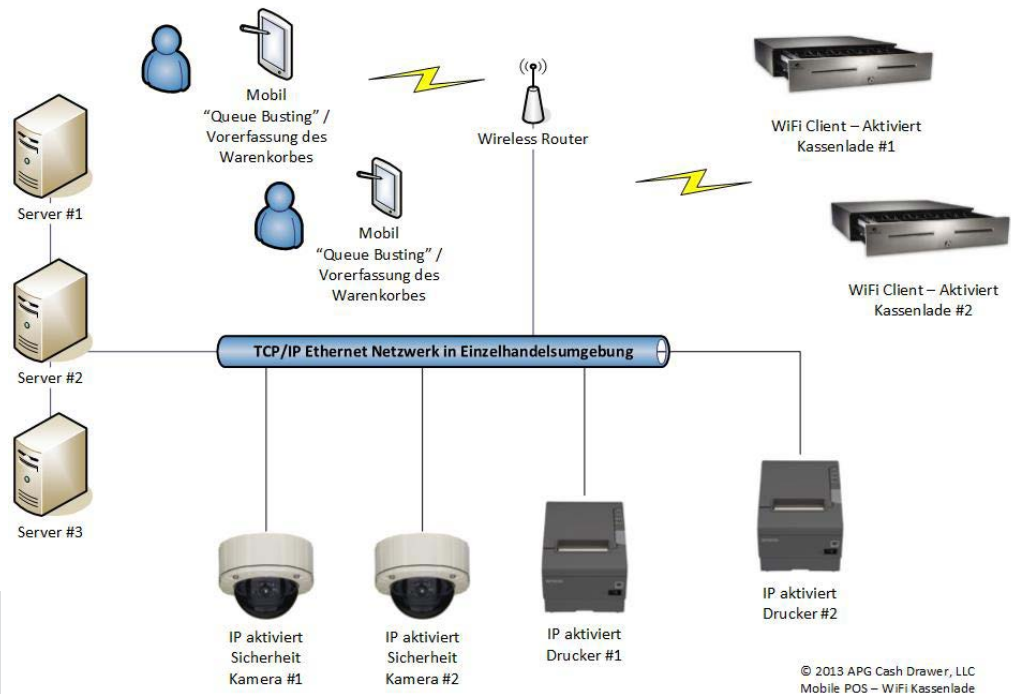 Mobil
“Queue Busting” /
Vorerfassung des
Warenkorbes
Wireless Router
WiFi Client – Aktiviert
Kassenlade #1
Server #1
Mobil
“Queue Busting” /
Vorerfassung des
Warenkorbes
WiFi Client – Aktiviert
Kassenlade #2
TCP/IP Ethernet Netzwerk in Einzelhandelsumgebung
Server #2
Server #3
IP aktiviert
Sicherheit
Kamera #1
IP aktiviert
Sicherheit
Kamera #2
IP aktiviert
Drucker #1
IP aktiviert
Drucker #2
© 2013 APG Cash Drawer, LLC
Mobile POS – WiFi Kassenlade